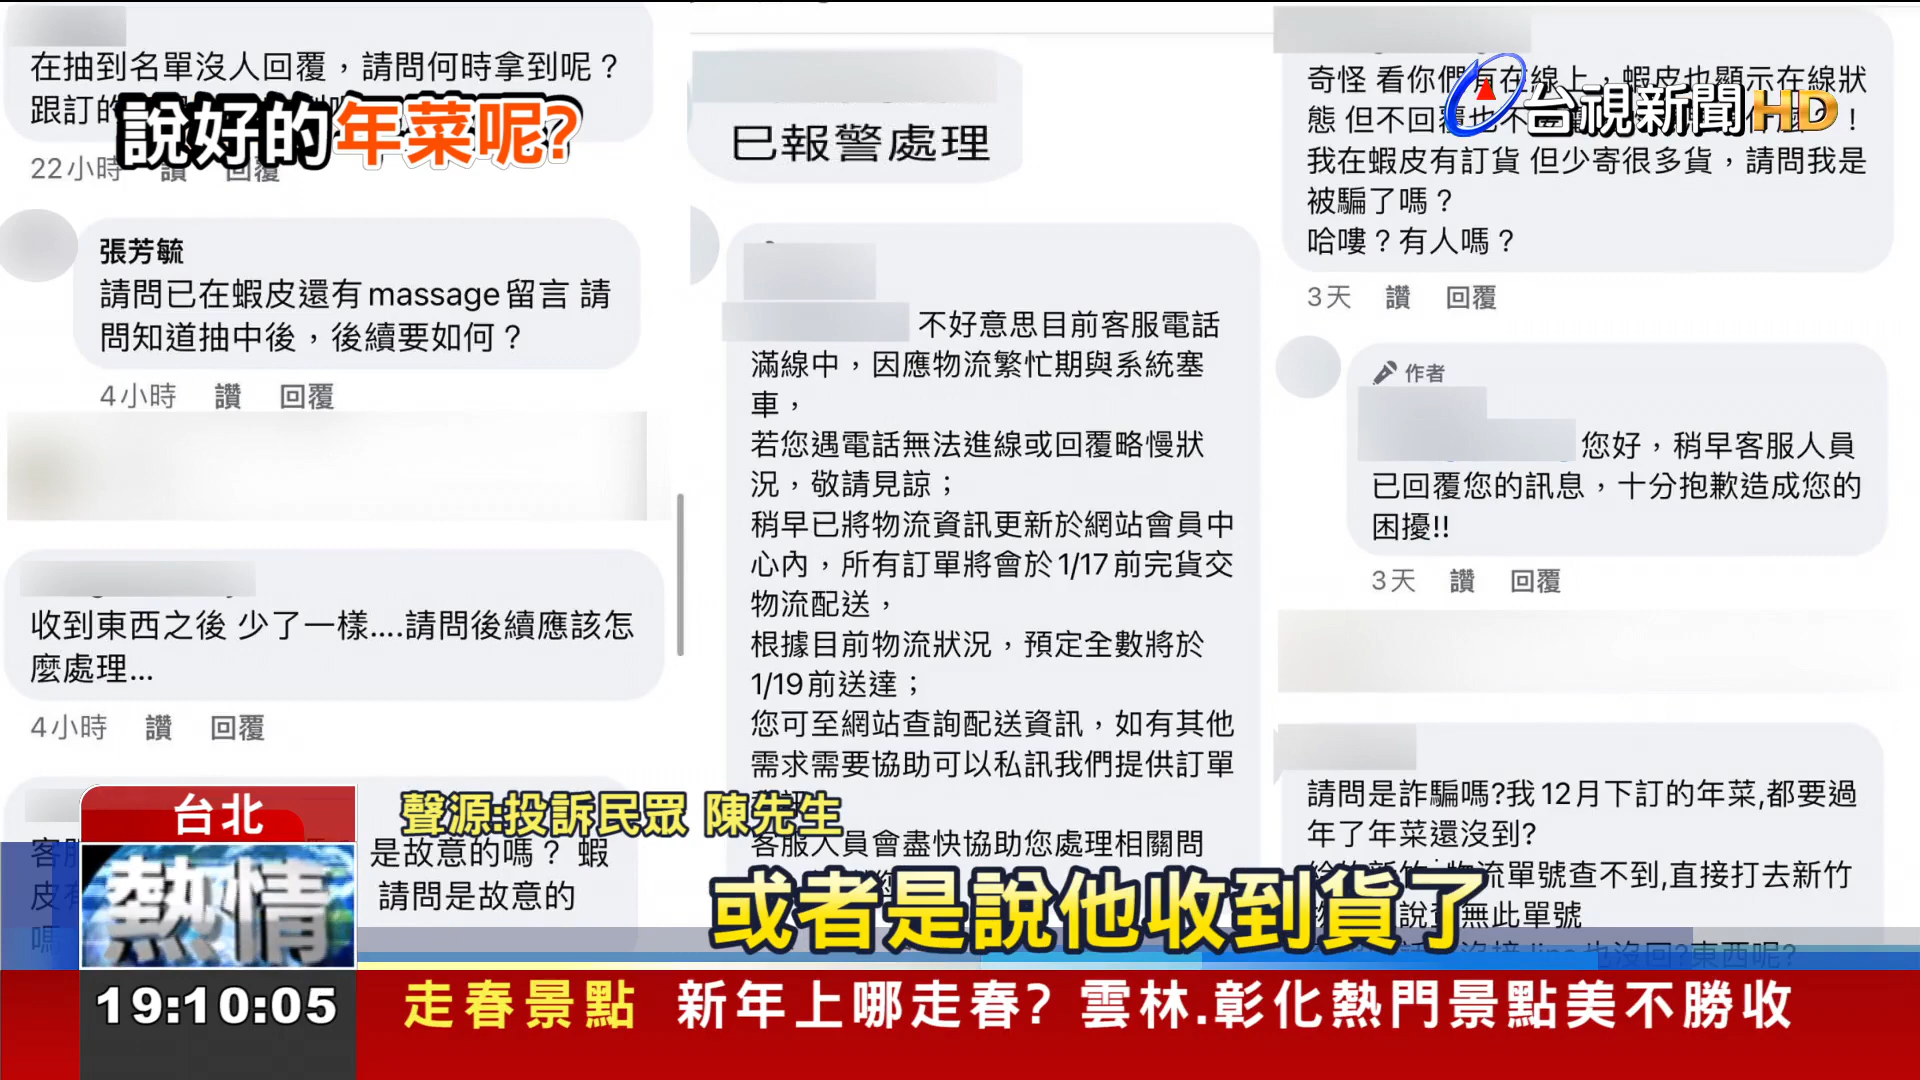 在抽到名單沒人回覆，請問何時拿到呢？
跟訂的
說好的年菜呢?
22小時 讚 回覆
張芳毓
請問已在蝦皮還有massage留言 請
問知道抽中後，後續要如何？
4小時 讚 回覆
收到東西之後 少了一樣....請問後續應該怎
麼處理...
4小時 讚 回覆
是故意的嗎？ 蝦
請問是故意的
已報警處理
不好意思目前客服電話
滿線中，因應物流繁忙期與系統塞
車，
若您遇電話無法進線或回覆略慢狀
況，敬請見諒；
稍早已將物流資訊更新於網站會員中
心內，所有訂單將會於1/17前完貨交
物流配送，
根據目前物流狀況，預定全數將於
1/19前送達；
您可至網站查詢配送資訊，如有其他
需求需要協助可以私訊我們提供訂單
客服人員會盡快協助您處理相關問
奇怪 看你們有在線上，蝦皮也顯示在線狀
態 但不回覆也不
台視新聞HD
我在蝦皮有訂貨 但少寄很多貨，請問我是
被騙了嗎？
哈嘍？有人嗎？
3天 讚 回覆
作者
您好，稍早客服人員
已回覆您的訊息，十分抱歉造成您的
困擾!!
3天 讚 回覆
請問是詐騙嗎?我12月下訂的年菜,都要過
年了年菜還沒到?
物流單號查不到,直接打去新竹
無此單號
也沒回?東西呢?
聲源:投訴民眾 陳先生
或者是說他收到貨了
台北
熱情
19:10:05
走春景點 新年上哪走春? 雲林.彰化熱門景點美不勝收